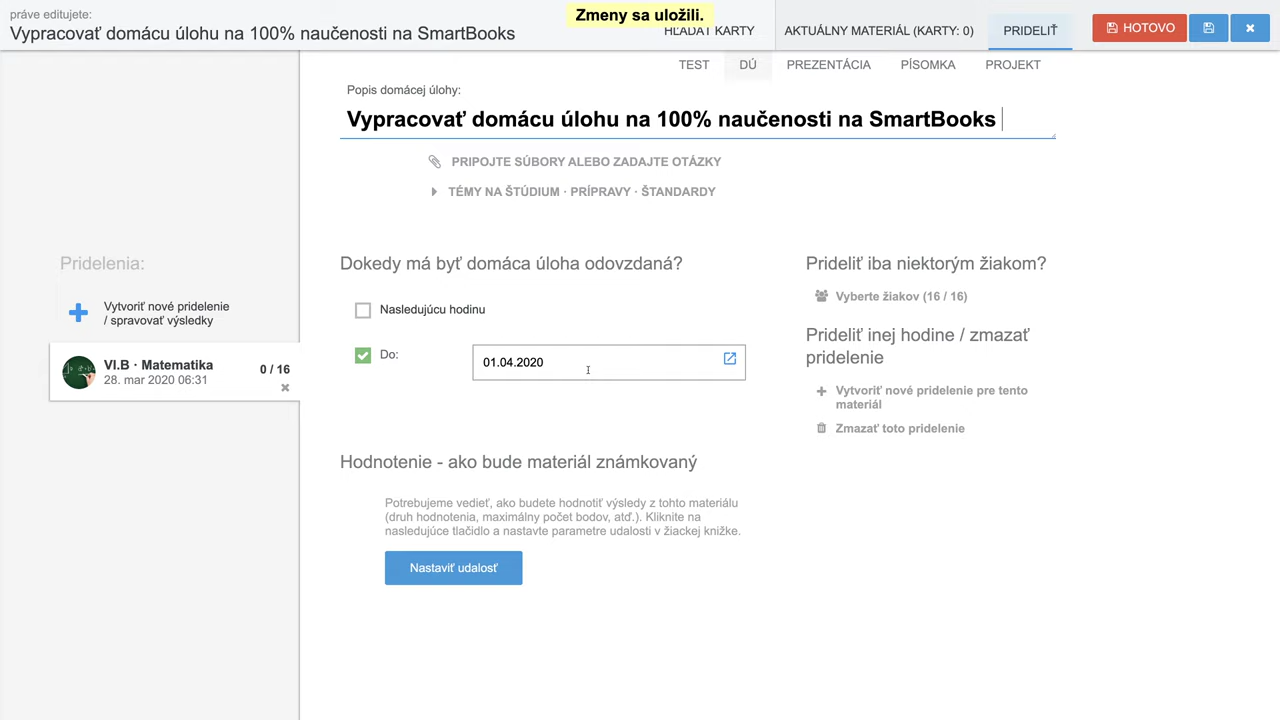 práve editujete:
Vypracovať domácu úlohu na 100% naučenosti na SmartBooks
Zmeny sa uložili.
HĽADAŤ KARTY
AKTUÁLNY MATERIÁL (KARTY: 0)
PRIDELIŤ
HOTOVO
TEST
DÚ
PREZENTÁCIA
PÍSOMKA
PROJEKT
Popis domácej úlohy:
Vypracovať domácu úlohu na 100% naučenosti na SmartBooks
PRIPOJTE SÚBORY ALEBO ZADAJTE OTÁZKY
TÉMY NA ŠTÚDIUM · PRÍPRAVY · ŠTANDARDY
Pridelenia:
Vytvoriť nové pridelenie
/ spravovať výsledky
VI.B · Matematika
28. mar 2020 06:31
0 / 16
Dokedy má byť domáca úloha odovzdaná?
Nasledujúcu hodinu
Do:
01.04.2020
Prideliť iba niektorým žiakom?
Vyberte žiakov (16 / 16)
Prideliť inej hodine / zmazať
pridelenie
Vytvoriť nové pridelenie pre tento
materiál
Zmazať toto pridelenie
Hodnotenie - ako bude materiál známkovaný
Potrebujeme vedieť, ako budete hodnotiť výsledy z tohto materiálu
(druh hodnotenia, maximálny počet bodov, atď.). Kliknite na
nasledujúce tlačidlo a nastavte parametre udalosti v žiackej knižke.
Nastaviť udalosť